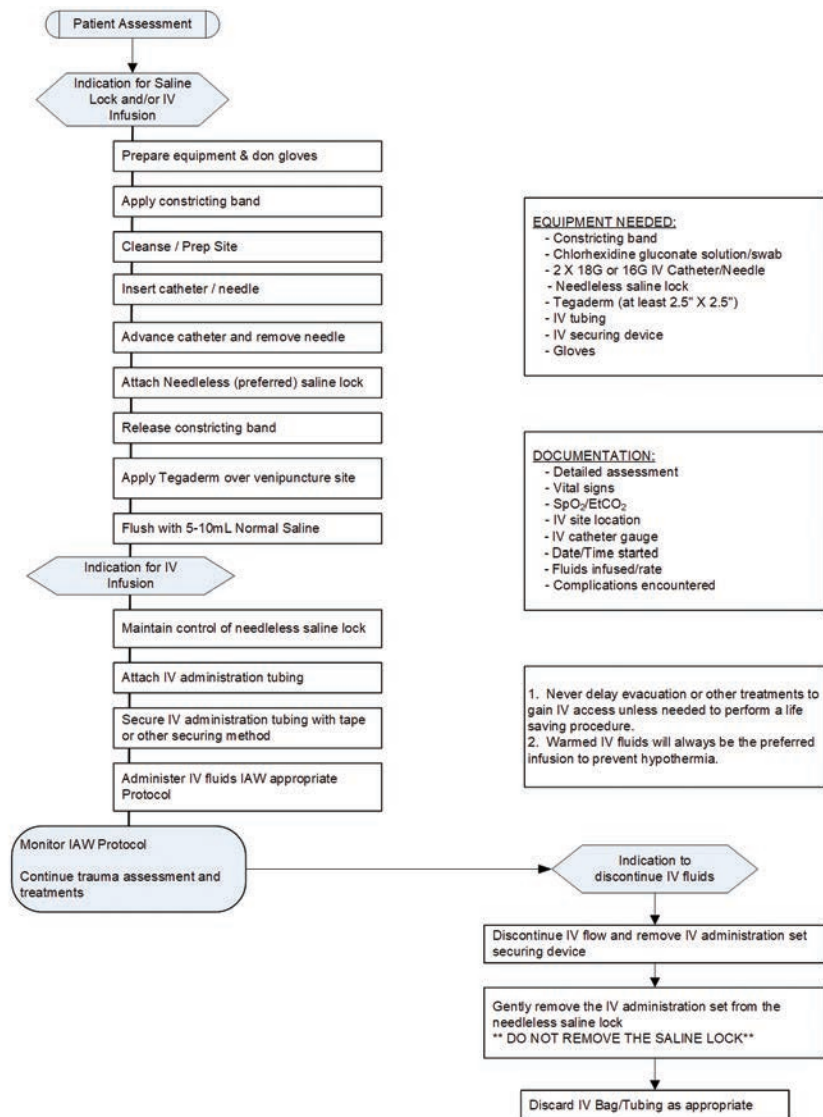 Patient Assessment
Indication for Saline
Lock and/or IV
Infusion
Prepare equipment & don gloves
Apply constricting band
Cleanse / Prep Site
Insert catheter / needle
Advance catheter and remove needle
Attach Needleless (preferred) saline lock
Release constricting band
Apply Tegaderm over venipuncture site
Flush with 5-10mL Normal Saline
Indication for IV
Infusion
Maintain control of needleless saline lock
Attach IV administration tubing
Secure IV administration tubing with tape
or other securing method
Administer IV fluids IAW appropriate
Protocol
Monitor IAW Protocol
Continue trauma assessment and
treatments
EQUIPMENT NEEDED:
- Constricting band
- Chlorhexidine gluconate solution/swab
- 2 X 18G or 16G IV Catheter/Needle
- Needleless saline lock
- Tegaderm (at least 2.5" X 2.5")
- IV tubing
- IV securing device
- Gloves
DOCUMENTATION:
- Detailed assessment
- Vital signs
- SpO₂/EtCO₂
- IV site location
- IV catheter gauge
- Date/Time started
- Fluids infused/rate
- Complications encountered
1. Never delay evacuation or other treatments to
gain IV access unless needed to perform a life
saving procedure.
2. Warmed IV fluids will always be the preferred
infusion to prevent hypothermia.
Indication to
discontinue IV fluids
Discontinue IV flow and remove IV administration set
securing device
Gently remove the IV administration set from the
needleless saline lock
** DO NOT REMOVE THE SALINE LOCK**
Discard IV Bag/Tubing as appropriate